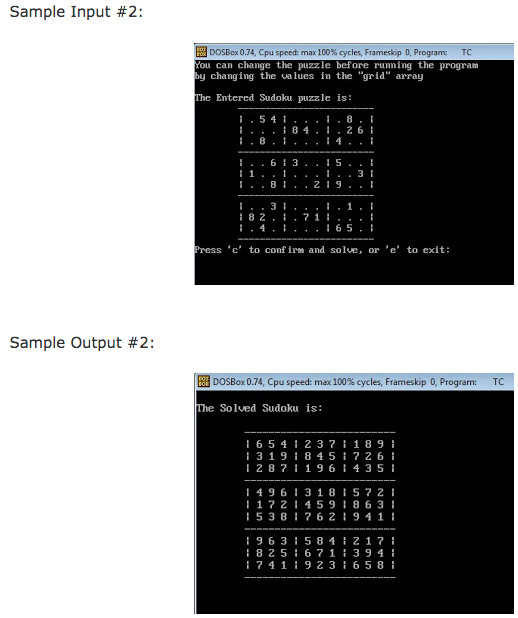 Sample Input #2:
DOSBox 0.74, Cpu speed: max 100% cycles, Frameskip 0, Program: TC
You can change the puzzle before running the program
by changing the values in the "grid" array
The Entered Sudoku puzzle is:
| . 5 4 | . . . | . 8 . |
| . . . | 8 4 . | . 2 6 |
| . 8 . | . . . | 4 . . |
| . . 6 | 3 . . | 5 . . |
| 1 . . | . . . | . . 3 |
| . . 8 | . . 2 | 9 . . |
| . . 3 | . . . | . 1 . |
| 8 2 . | . 7 1 | . . . |
| . 4 . | . . . | 6 5 . |
Press 'c' to confirm and solve, or 'e' to exit:
Sample Output #2:
DOSBox 0.74, Cpu speed: max 100% cycles, Frameskip 0, Program: TC
The Solved Sudoku is:
| 6 5 4 | 2 3 7 | 1 8 9 |
| 3 1 9 | 8 4 5 | 7 2 6 |
| 2 8 7 | 1 9 6 | 4 3 5 |
| 4 9 6 | 3 1 8 | 5 7 2 |
| 1 7 2 | 4 5 9 | 8 6 3 |
| 5 3 8 | 7 6 2 | 9 4 1 |
| 9 6 3 | 5 8 4 | 2 1 7 |
| 8 2 5 | 6 7 1 | 3 9 4 |
| 7 4 1 | 9 2 3 | 6 5 8 |